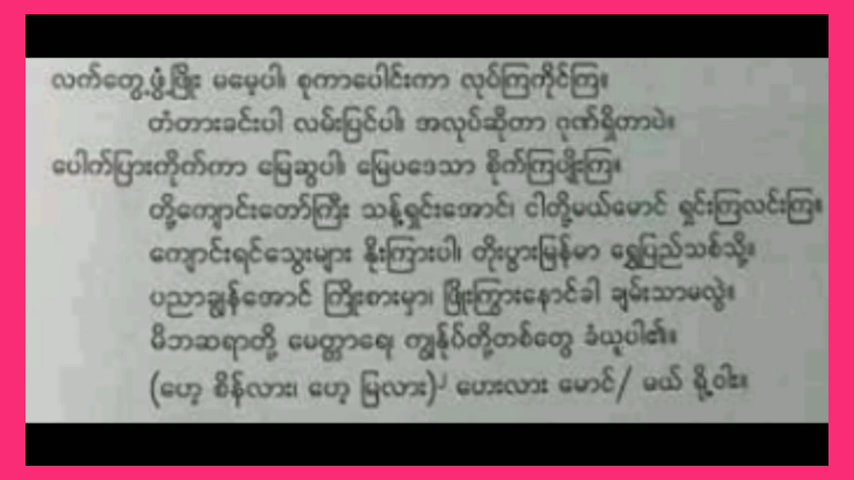 လက်တွေ့ဖွံ့ဖြိုး မမေ့ပါ၊ စုကာပေါင်းကာ လုပ်ကြကိုင်ကြ။
တံတားခင်းပါ လမ်းပြင်ပါ၊ အလုပ်ဆိုတာ ဂုဏ်ရှိတာပဲ။
ပေါက်ပြားကိုက်ကာ မြေဆွပါ၊ မြေပဒေသာ စိုက်ကြပျိုးကြ။
တို့ကျောင်းတော်ကြီး သန့်ရှင်းအောင်၊ ငါတို့မယ်မောင် ရှင်းကြလင်းကြ။
ကျောင်းရင်သွေးများ နိုးကြားပါ၊ တိုးပွားမြန်မာ ရွှေပြည်သစ်သို့။
ပညာချွန်အောင် ကြိုးစားမှာ၊ ဖြိုးကြွားနောင်ခါ ချမ်းသာမလွဲ။
မိဘဆရာတို့ မေတ္တာရေ၊ ကျွန်ုပ်တို့တစ်တွေ ခံယူပါ၏။
(ဟေ့ စိန်လား၊ ဟေ့ မြလား)၂ ဟေးလား မောင်/ မယ် ရို့ဝါး။